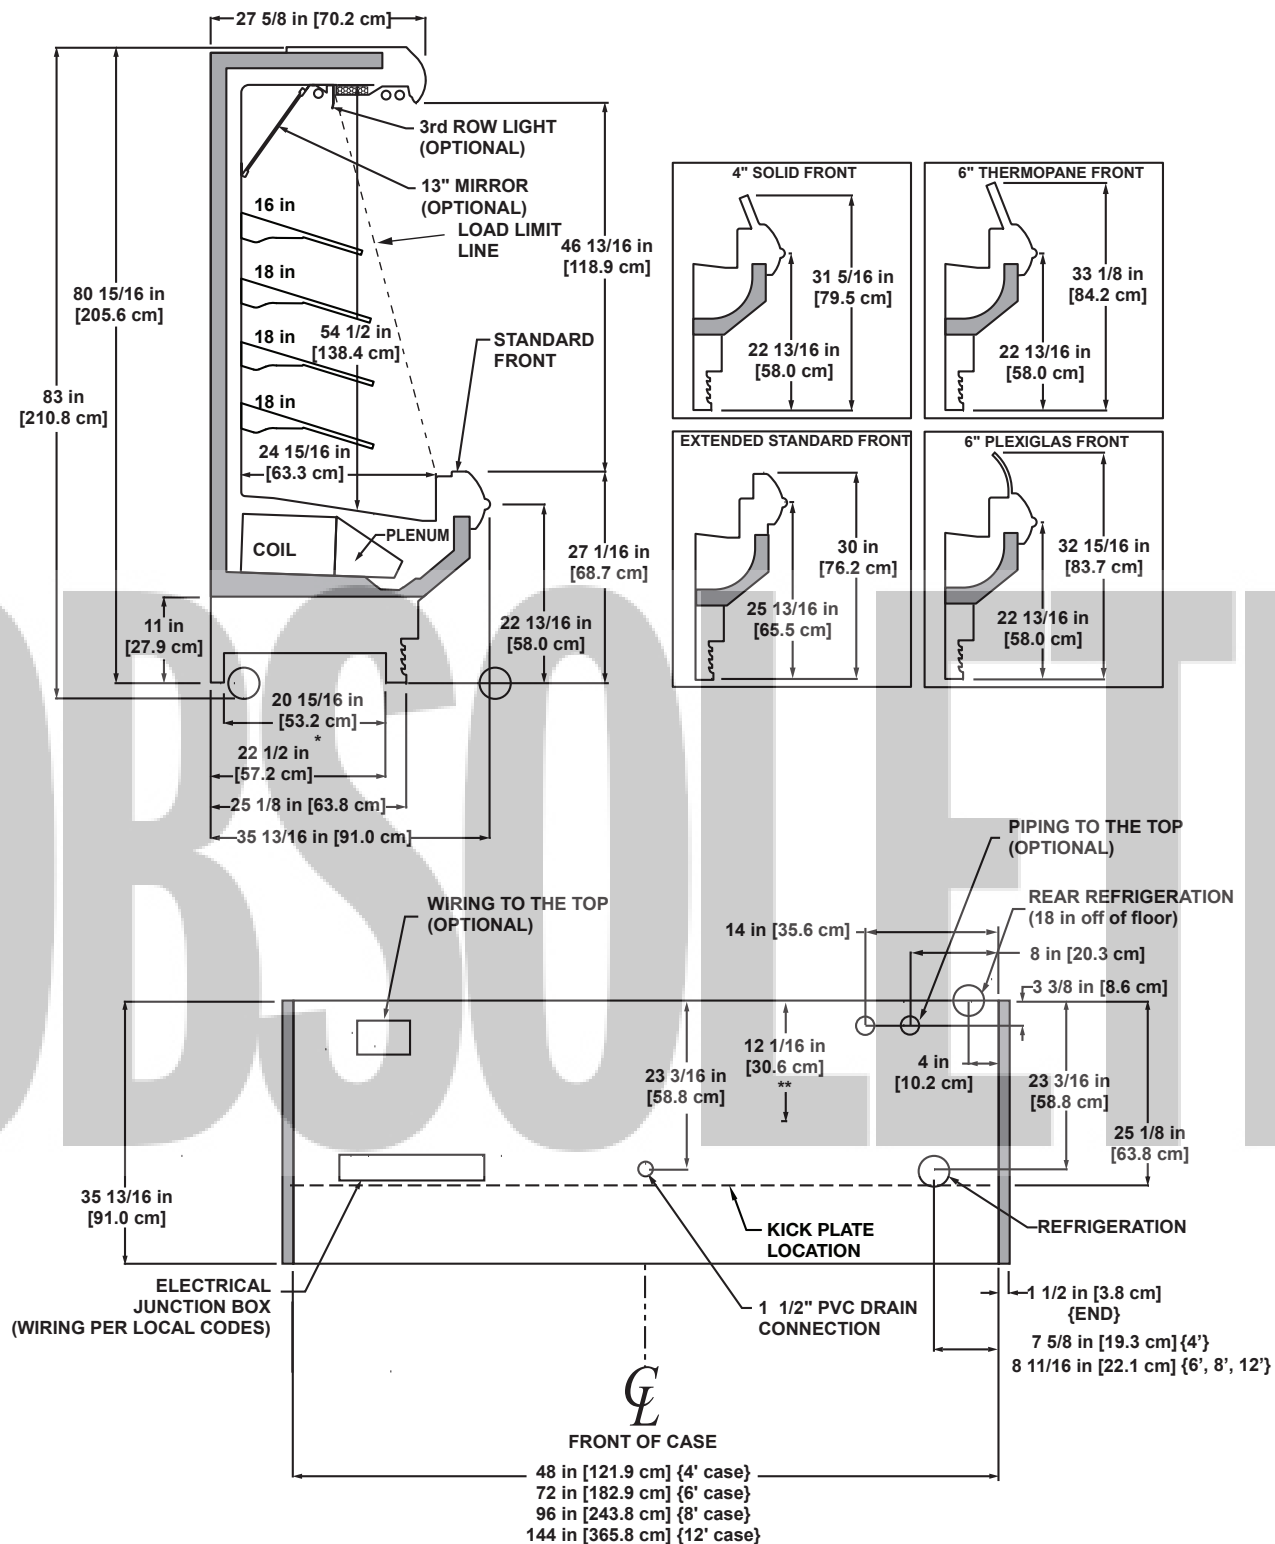 27 5/8 in [70.2 cm]
3rd ROW LIGHT
(OPTIONAL)
13" MIRROR
(OPTIONAL)
LOAD LIMIT
LINE
16 in
18 in
18 in
18 in
46 13/16 in
[118.9 cm]
80 15/16 in
[205.6 cm]
83 in
[210.8 cm]
54 1/2 in
[138.4 cm]
STANDARD
FRONT
24 15/16 in
[63.3 cm]
COIL
PLENUM
27 1/16 in
[68.7 cm]
22 13/16 in
[58.0 cm]
11 in
[27.9 cm]
20 15/16 in
[53.2 cm]
*
22 1/2 in
[57.2 cm]
25 1/8 in [63.8 cm]
35 13/16 in [91.0 cm]
4" SOLID FRONT
31 5/16 in
[79.5 cm]
22 13/16 in
[58.0 cm]
6" THERMOPANE FRONT
33 1/8 in
[84.2 cm]
22 13/16 in
[58.0 cm]
EXTENDED STANDARD FRONT
30 in
[76.2 cm]
25 13/16 in
[65.5 cm]
6" PLEXIGLAS FRONT
32 15/16 in
[83.7 cm]
22 13/16 in
[58.0 cm]
OBSOLETE
PIPING TO THE TOP
(OPTIONAL)
REAR REFRIGERATION
(18 in off of floor)
WIRING TO THE TOP
(OPTIONAL)
14 in [35.6 cm]
8 in [20.3 cm]
3 3/8 in [8.6 cm]
12 1/16 in
[30.6 cm]
**
23 3/16 in
[58.8 cm]
4 in
[10.2 cm]
23 3/16 in
[58.8 cm]
25 1/8 in
[63.8 cm]
35 13/16 in
[91.0 cm]
KICK PLATE
LOCATION
REFRIGERATION
ELECTRICAL
JUNCTION BOX
(WIRING PER LOCAL CODES)
1 1/2" PVC DRAIN
CONNECTION
1 1/2 in [3.8 cm]
{END}
7 5/8 in [19.3 cm] {4’}
8 11/16 in [22.1 cm] {6’, 8’, 12’}
CL
FRONT OF CASE
48 in [121.9 cm] {4' case}
72 in [182.9 cm] {6' case}
96 in [243.8 cm] {8' case}
144 in [365.8 cm] {12' case}